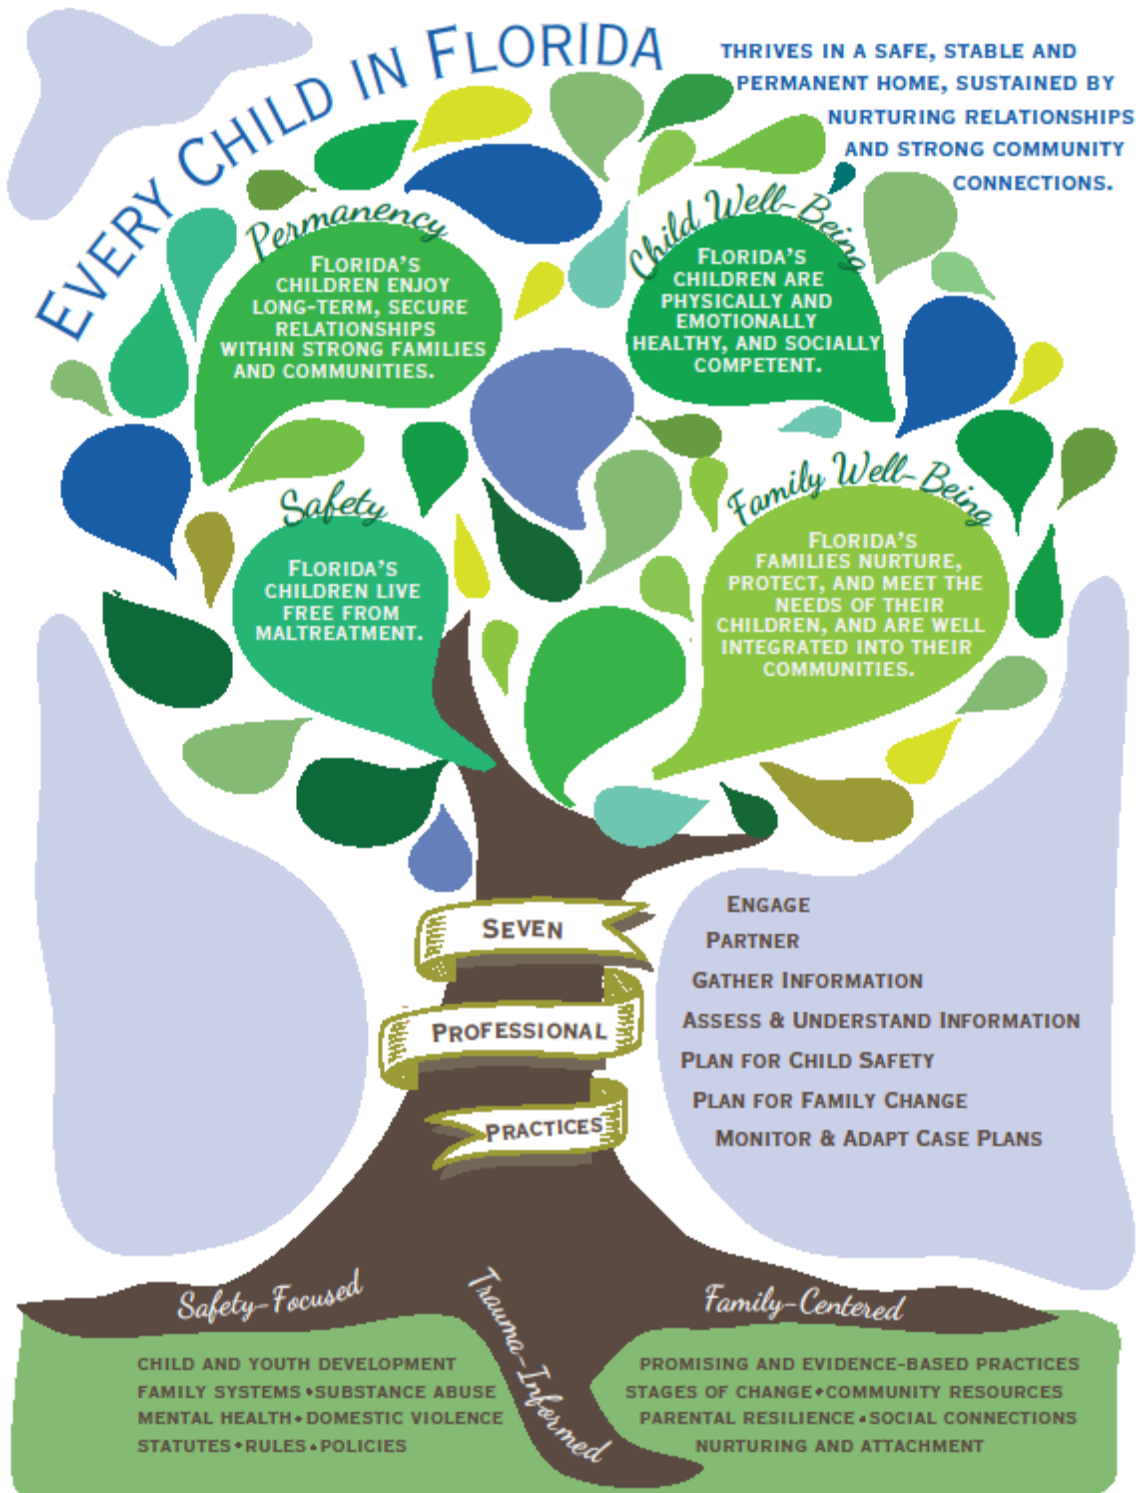 EVERY CHILD IN FLORIDA
THRIVES IN A SAFE, STABLE AND
PERMANENT HOME, SUSTAINED BY
NURTURING RELATIONSHIPS
AND STRONG COMMUNITY
CONNECTIONS.
Permanency
FLORIDA'S
CHILDREN ENJOY
LONG-TERM, SECURE
RELATIONSHIPS
WITHIN STRONG FAMILIES
AND COMMUNITIES.
Child Well-Being
FLORIDA'S
CHILDREN ARE
PHYSICALLY AND
EMOTIONALLY
HEALTHY, AND SOCIALLY
COMPETENT.
Safety
FLORIDA'S
CHILDREN LIVE
FREE FROM
MALTREATMENT.
Family Well-Being
FLORIDA'S
FAMILIES NURTURE,
PROTECT, AND MEET THE
NEEDS OF THEIR
CHILDREN, AND ARE WELL
INTEGRATED INTO THEIR
COMMUNITIES.
SEVEN
PROFESSIONAL
PRACTICES
ENGAGE
PARTNER
GATHER INFORMATION
ASSESS & UNDERSTAND INFORMATION
PLAN FOR CHILD SAFETY
PLAN FOR FAMILY CHANGE
MONITOR & ADAPT CASE PLANS
Safety-Focused
Trauma-Informed
Family-Centered
CHILD AND YOUTH DEVELOPMENT
FAMILY SYSTEMS • SUBSTANCE ABUSE
MENTAL HEALTH • DOMESTIC VIOLENCE
STATUTES • RULES • POLICIES
PROMISING AND EVIDENCE-BASED PRACTICES
STAGES OF CHANGE • COMMUNITY RESOURCES
PARENTAL RESILIENCE • SOCIAL CONNECTIONS
NURTURING AND ATTACHMENT